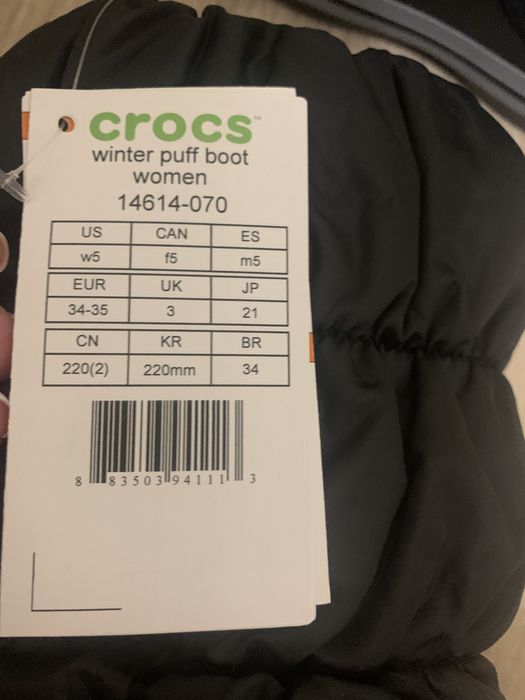 crocs™
winter puff boot
women
14614-070
US CAN ES
w5 f5 m5
EUR UK JP
34-35 3 21
CN KR BR
220(2) 220mm 34
8 83503 94111 3